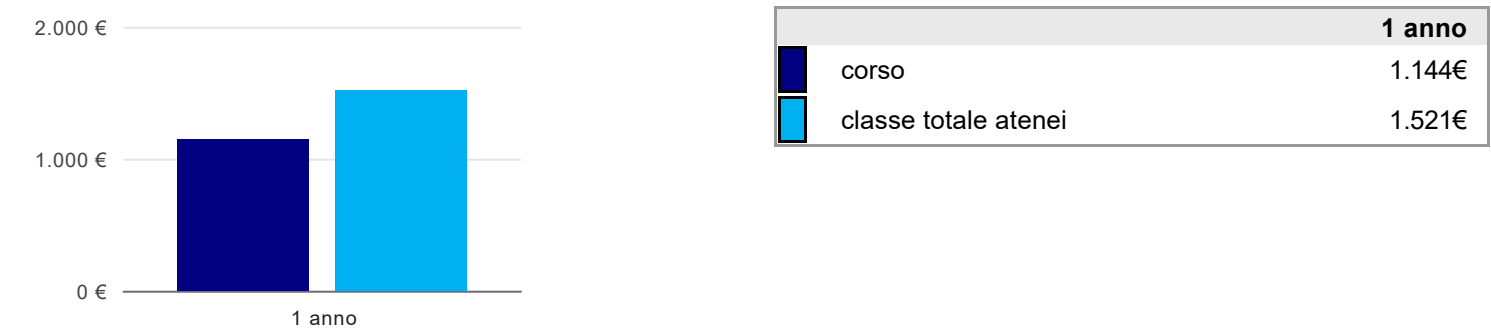 2.000 €
1.000 €
0 €
1 anno
1 anno
corso 1.144€
classe totale atenei 1.521€